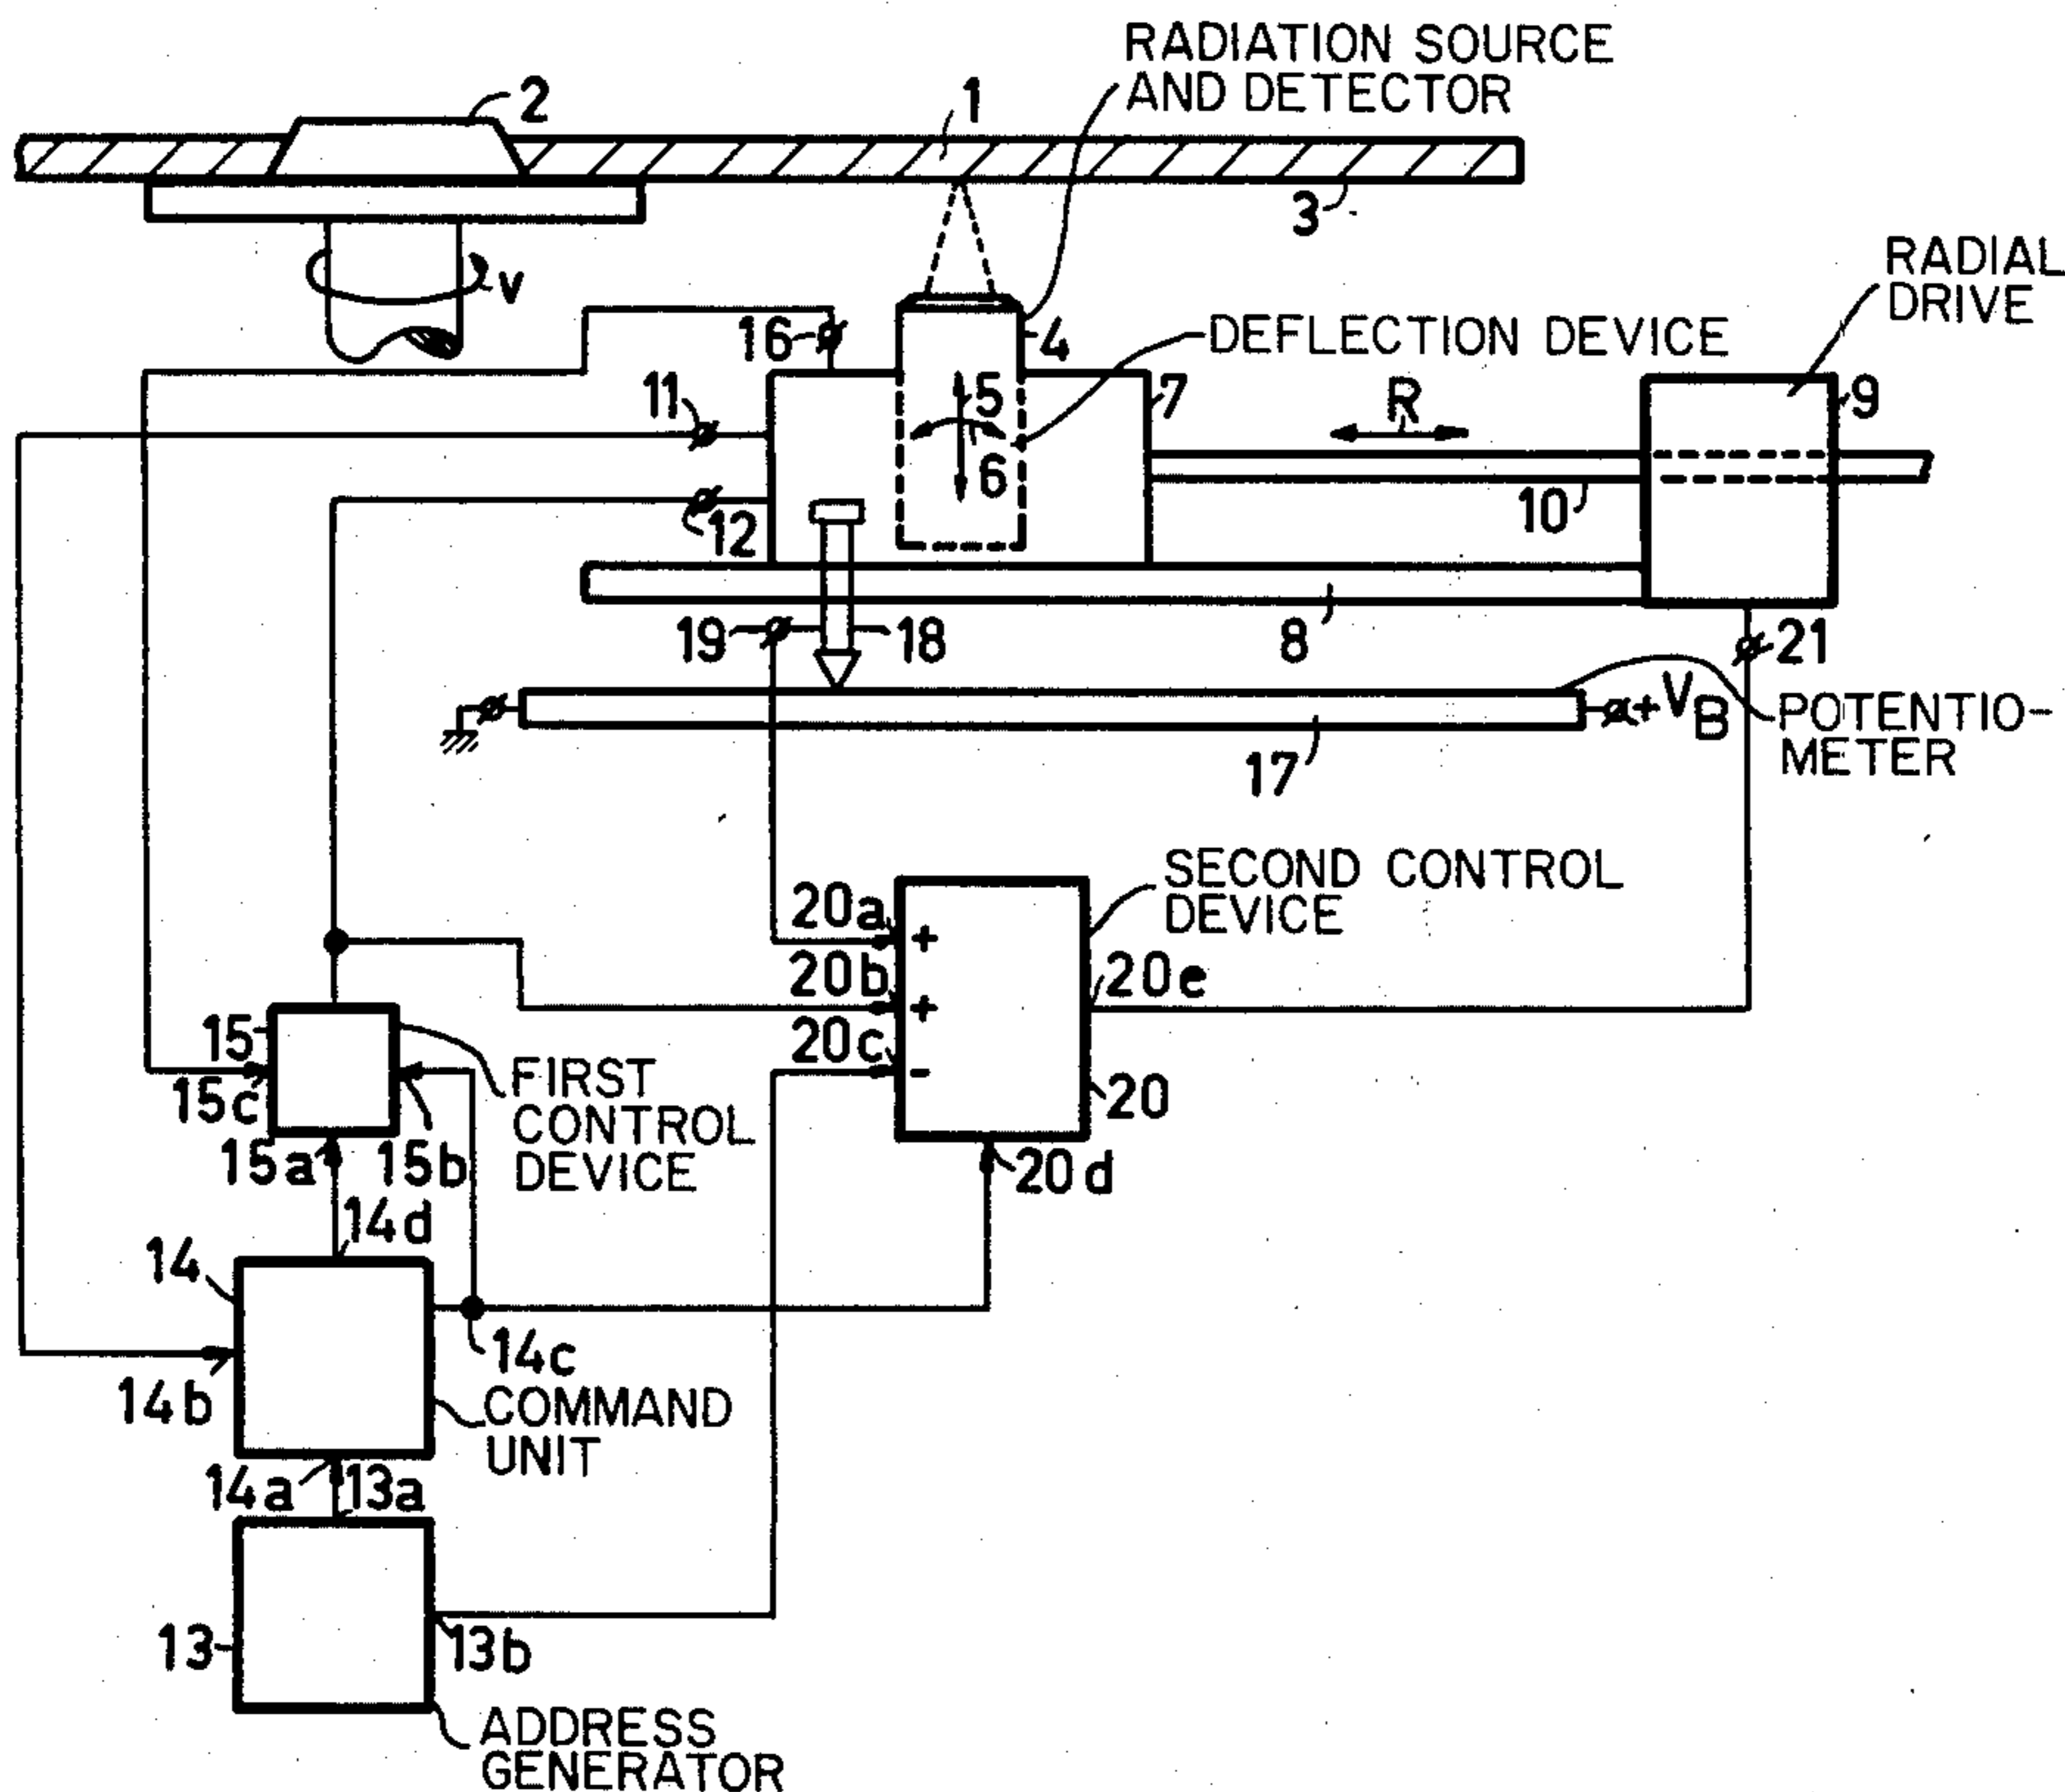 RADIATION SOURCE
AND DETECTOR
2
1
3
v
RADIAL
DRIVE
16
4
DEFLECTION DEVICE
11
5
7
R
9
6
12
10
19
18
8
21
+VB
POTENTIO-
METER
17
SECOND CONTROL
DEVICE
20a
+
20b
20e
+
15
20c
FIRST
CONTROL
DEVICE
-
15c
20
15a
15b
20d
14d
14
14c
14b
COMMAND
UNIT
14a
13a
13
13b
ADDRESS
GENERATOR